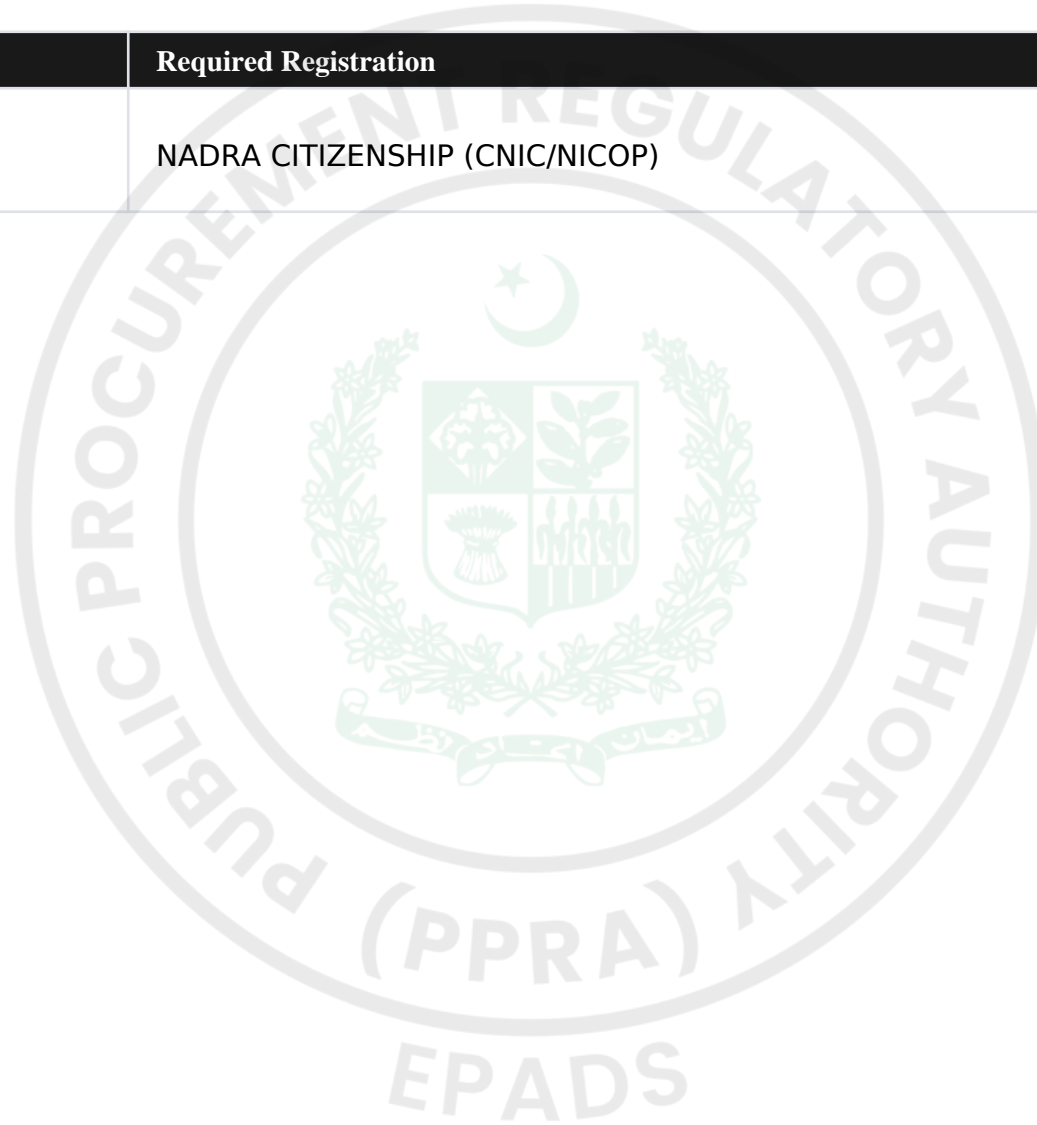 Required Registration
NADRA CITIZENSHIP (CNIC/NICOP)
PUBLIC PROCUREMENT REGULATORY AUTHORITY
(PPRA)
EPADS